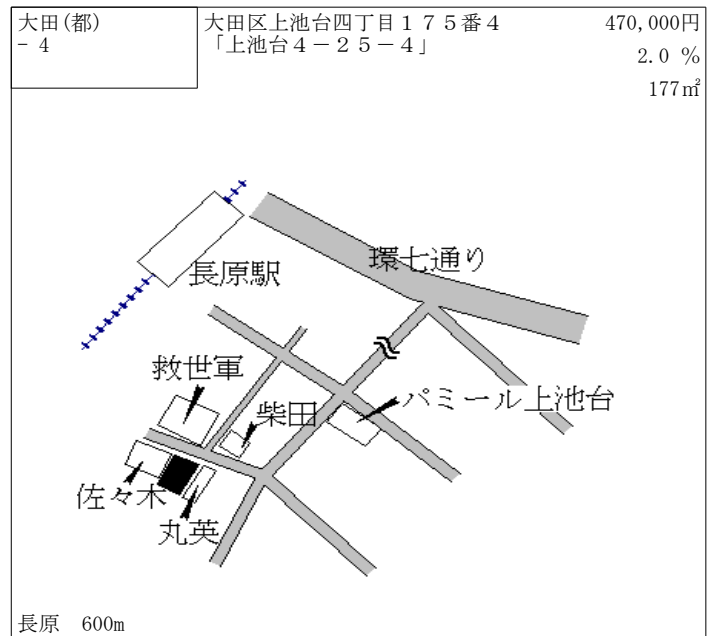 大田(都)
- 4
大田区上池台四丁目１７５番４
「上池台４－２５－４」
470,000円
2.0 %
177㎡
環七通り
長原駅
救世軍
柴田
パミール上池台
佐々木
丸英
長原　600m